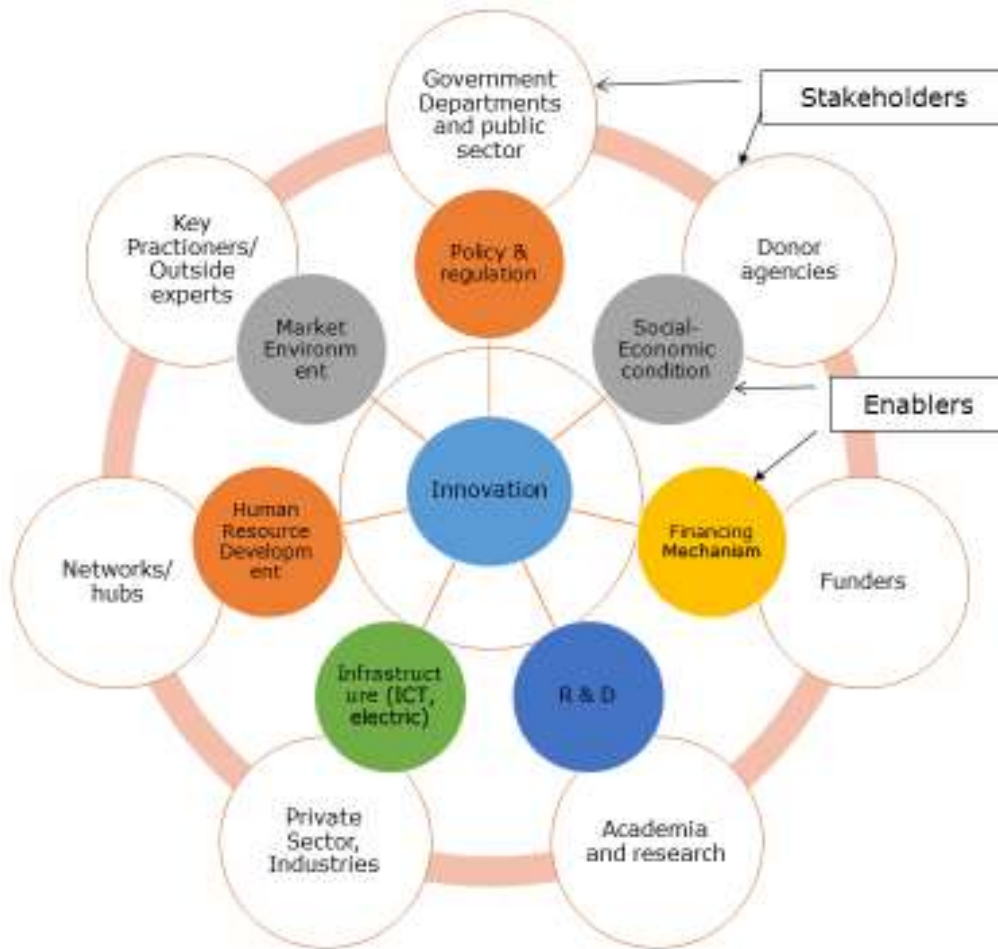 Government
Departments
and public
sector
Stakeholders
Key
Practioners/
Outside
experts
Policy &
regulation
Donor
agencies
Market
Environm
ent
Social-
Economic
condition
Enablers
Innovation
Human
Resource
Developm
ent
Financing
Mechanism
Networks/
hubs
Funders
Infrastruct
ure (ICT,
electric)
R & D
Private
Sector,
Industries
Academia
and research